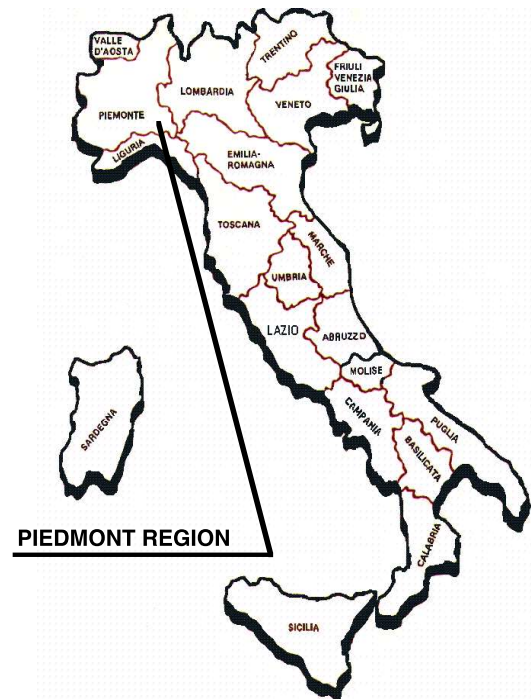 VALLE
D'AOSTA
TRENTINO
FRIULI
VENEZIA
GIULIA
LOMBARDIA
VENETO
PIEMONTE
LIGURIA
EMILIA-
ROMAGNA
TOSCANA
MARCHE
UMBRIA
LAZIO
ABRUZZO
MOLISE
CAMPANIA
PUGLIA
BASILICATA
SARDEGNA
PIEDMONT REGION
CALABRIA
SICILIA